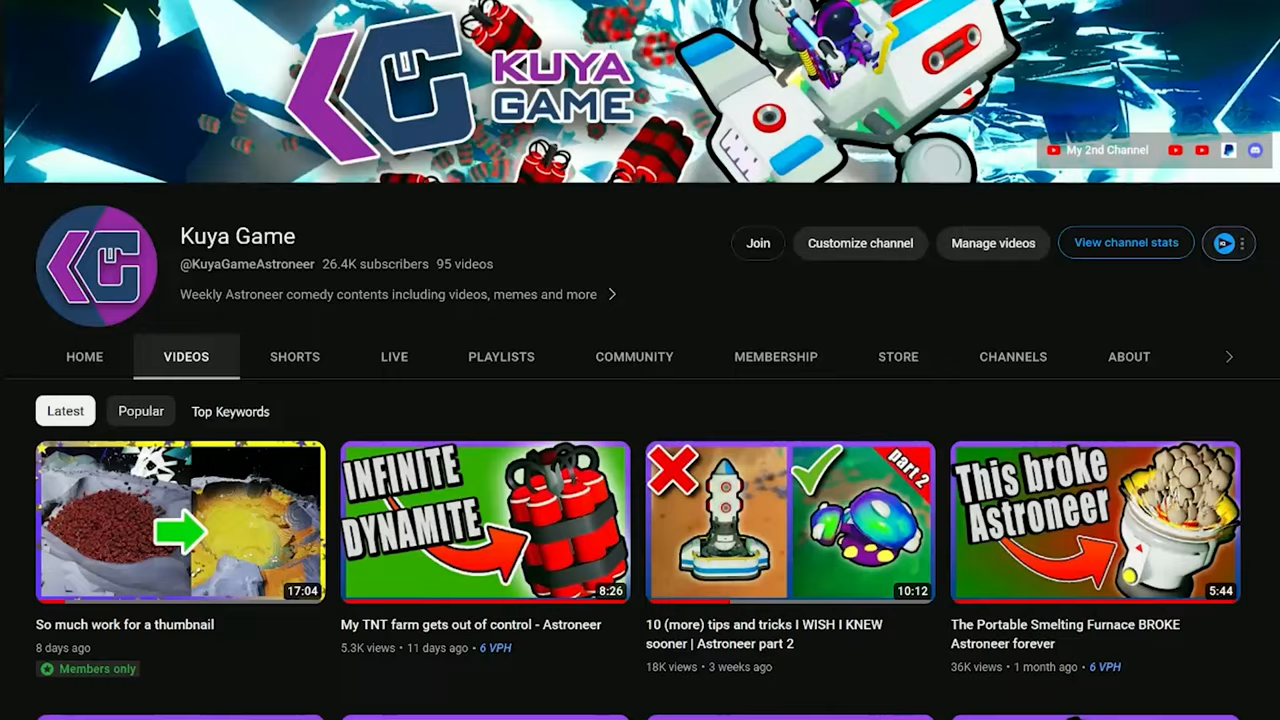 KUYA
GAME
My 2nd Channel
Kuya Game
@KuyaGameAstroneer 26.4K subscribers 95 videos
Weekly Astroneer comedy contents including videos, memes and more
Join
Customize channel
Manage videos
View channel stats
HOME
VIDEOS
SHORTS
LIVE
PLAYLISTS
COMMUNITY
MEMBERSHIP
STORE
CHANNELS
ABOUT
Latest
Popular
Top Keywords
17:04
So much work for a thumbnail
8 days ago
Members only
INFINITE
DYNAMITE
8:26
My TNT farm gets out of control - Astroneer
5.3K views • 11 days ago • 6 VPH
part 2
10:12
10 (more) tips and tricks I WISH I KNEW
sooner | Astroneer part 2
18K views • 3 weeks ago
This broke
Astroneer
5:44
The Portable Smelting Furnace BROKE
Astroneer forever
36K views • 1 month ago • 6 VPH